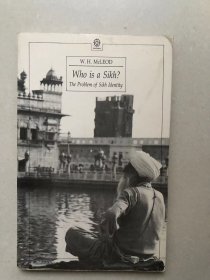 W. H. McLEOD
Who is a Sikh?
The Problem of Sikh Identity